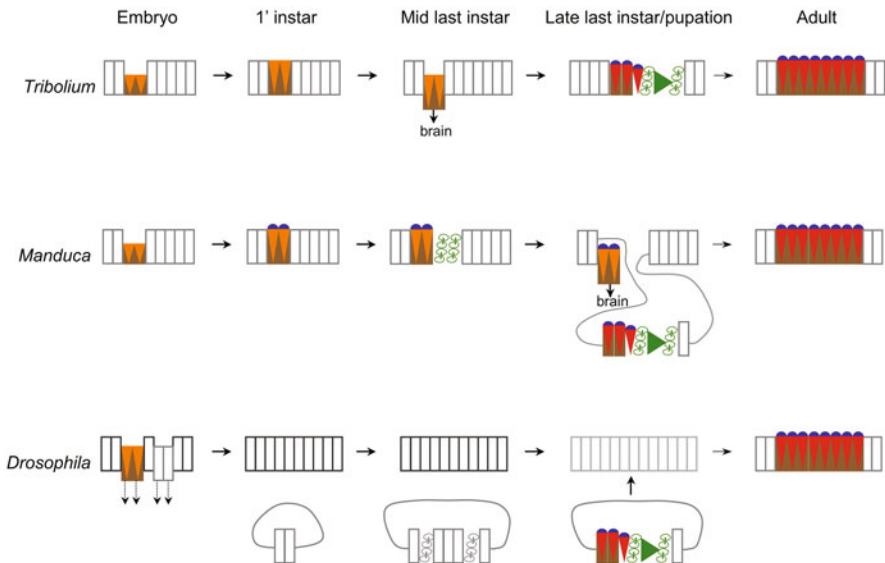 Embryo 1' instar Mid last instar Late last instar/pupation Adult
Tribolium
brain
Manduca
brain
Drosophila